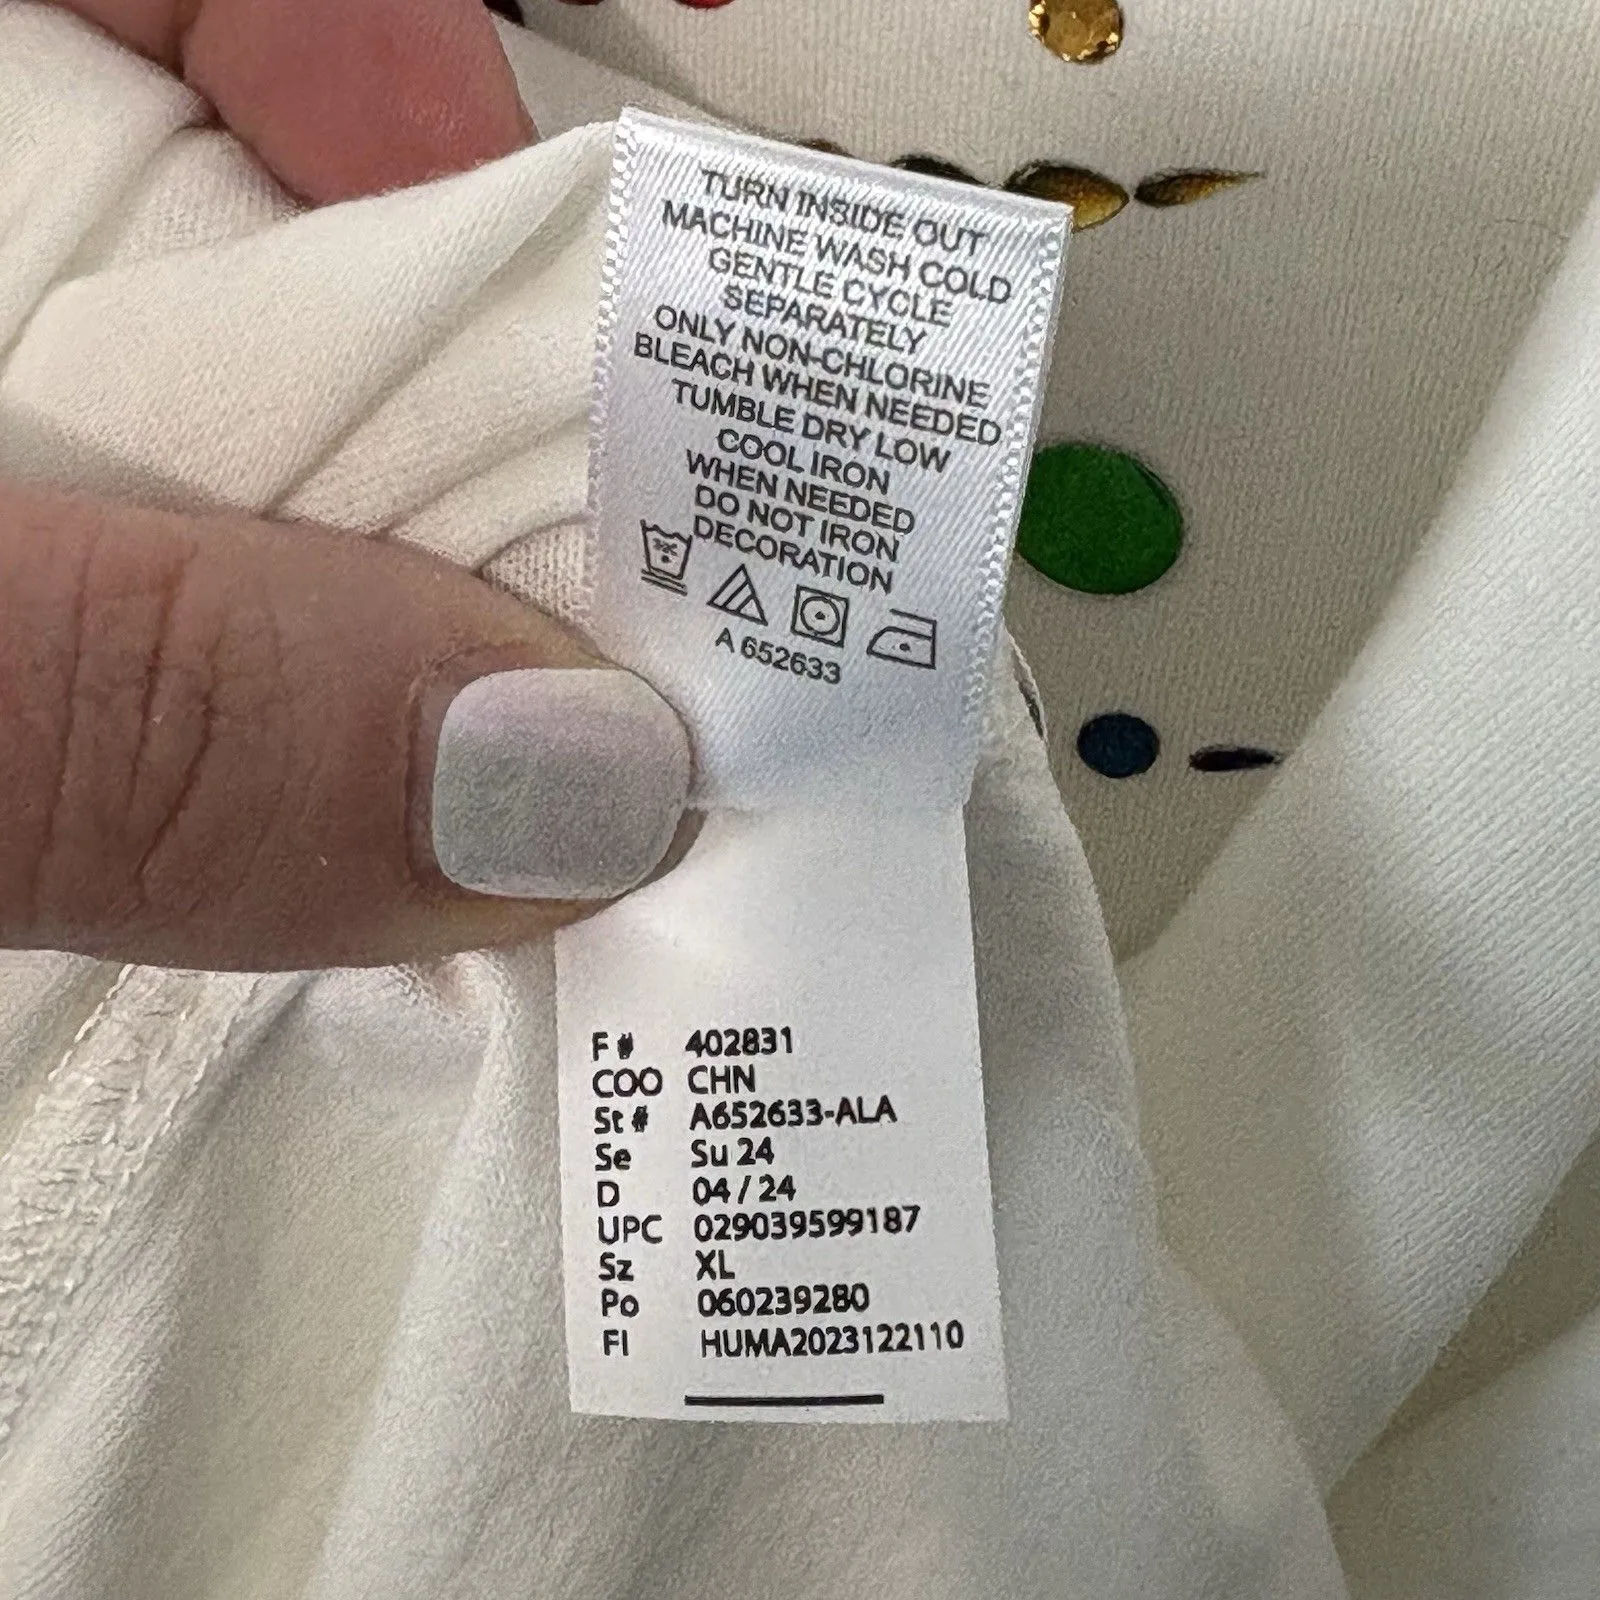 TURN INSIDE OUT
MACHINE WASH COLD
GENTLE CYCLE
SEPARATELY
ONLY NON-CHLORINE
BLEACH WHEN NEEDED
TUMBLE DRY LOW
COOL IRON
WHEN NEEDED
DO NOT IRON
DECORATION
A 652633
F # 402831
COO CHN
St # A652633-ALA
Se Su 24
D 04 / 24
UPC 029039599187
Sz XL
Po 060239280
FI HUMA2023122110